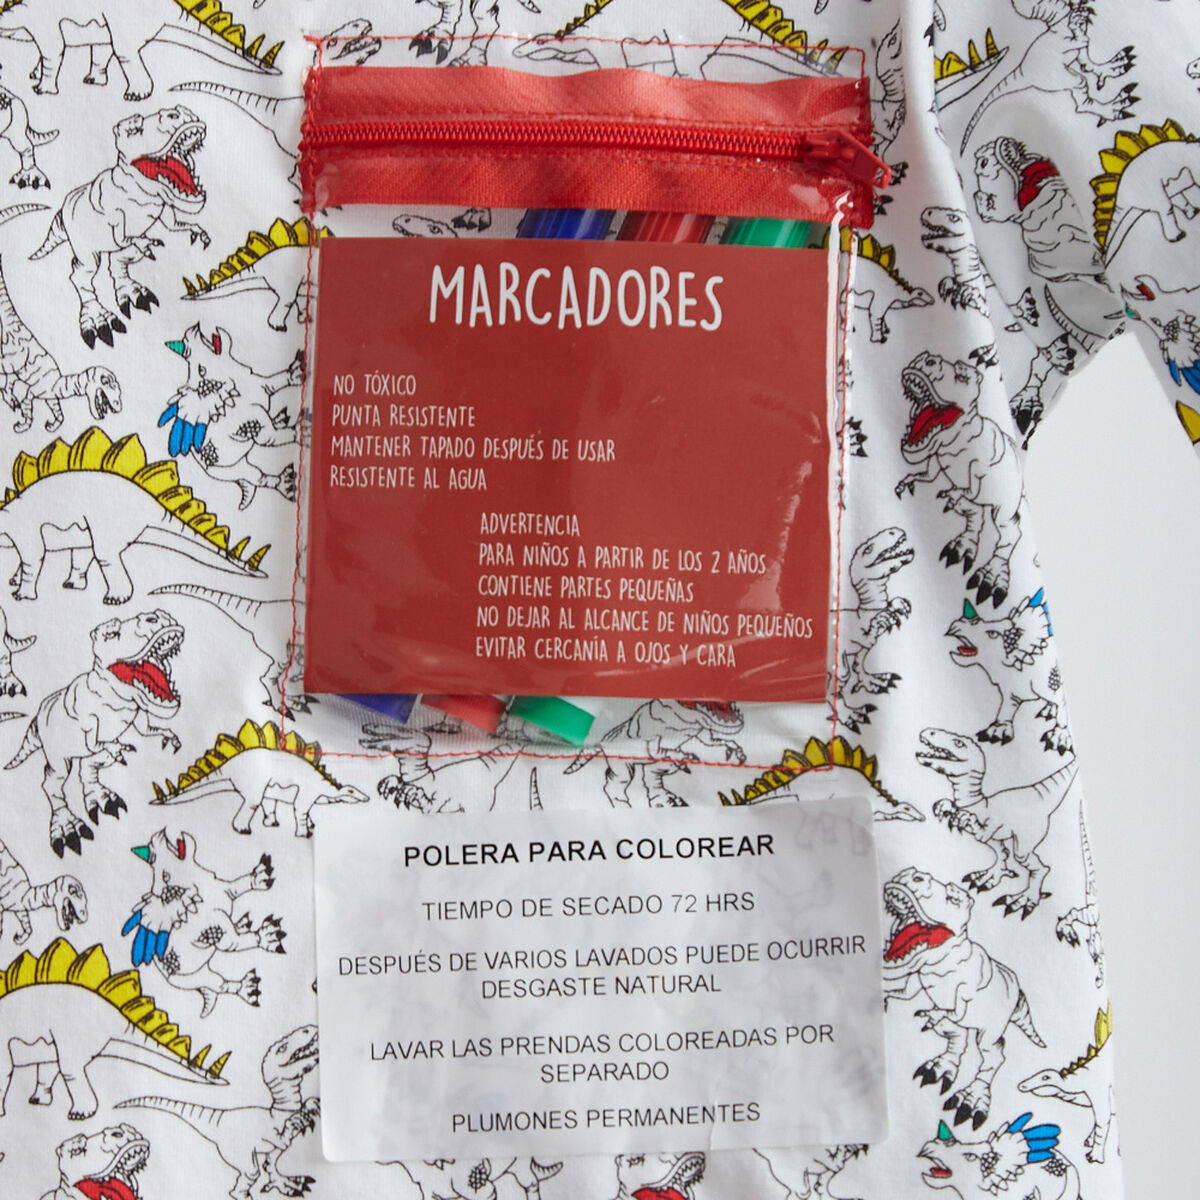 MARCADORES
NO TÓXICO
PUNTA RESISTENTE
MANTENER TAPADO DESPUÉS DE USAR
RESISTENTE AL AGUA
ADVERTENCIA
PARA NIÑOS A PARTIR DE LOS 2 AÑOS
CONTIENE PARTES PEQUEÑAS
NO DEJAR AL ALCANCE DE NIÑOS PEQUEÑOS
EVITAR CERCANÍA A OJOS Y CARA
POLERA PARA COLOREAR
TIEMPO DE SECADO 72 HRS
DESPUÉS DE VARIOS LAVADOS PUEDE OCURRIR
DESGASTE NATURAL
LAVAR LAS PRENDAS COLOREADAS POR
SEPARADO
PLUMONES PERMANENTES